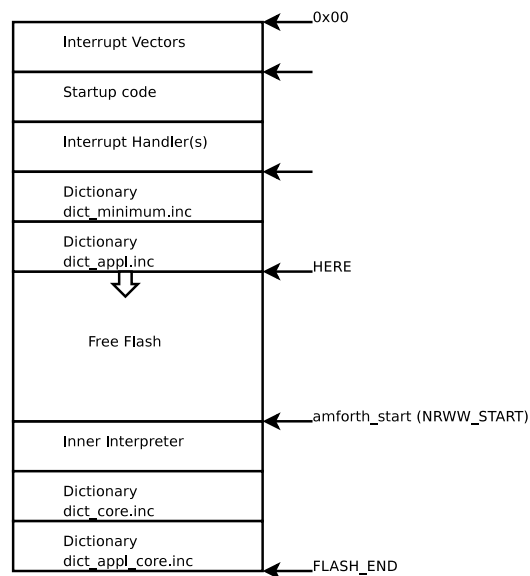 0x00
Interrupt Vectors
Startup code
Interrupt Handler(s)
Dictionary
dict_minimum.inc
Dictionary
dict_appl.inc
HERE
Free Flash
amforth_start (NRWW_START)
Inner Interpreter
Dictionary
dict_core.inc
Dictionary
dict_appl_core.inc
FLASH_END